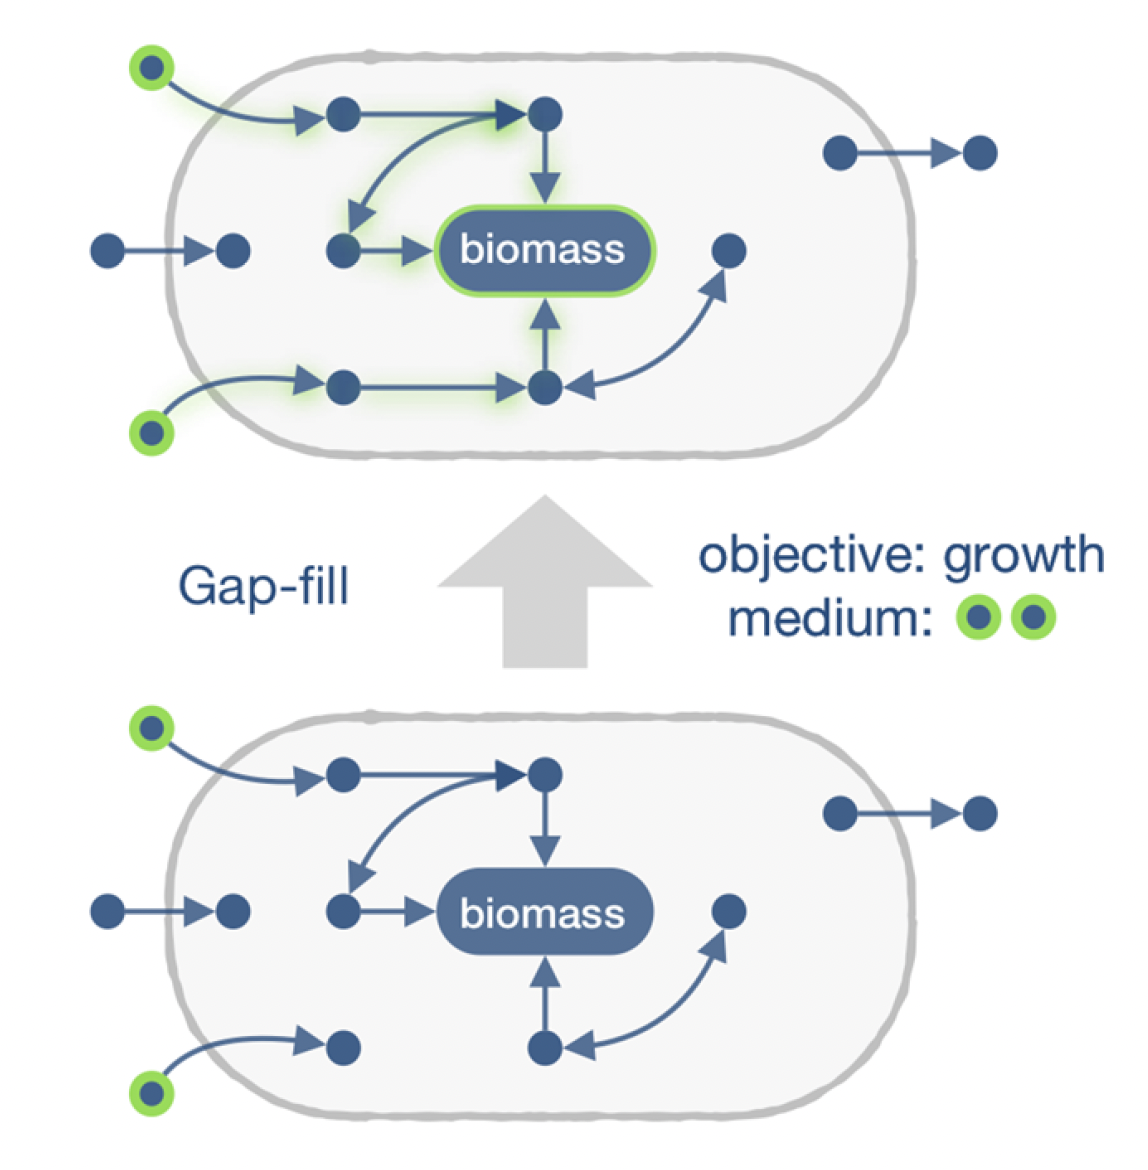 biomass
Gap-fill
objective: growth
medium:
biomass